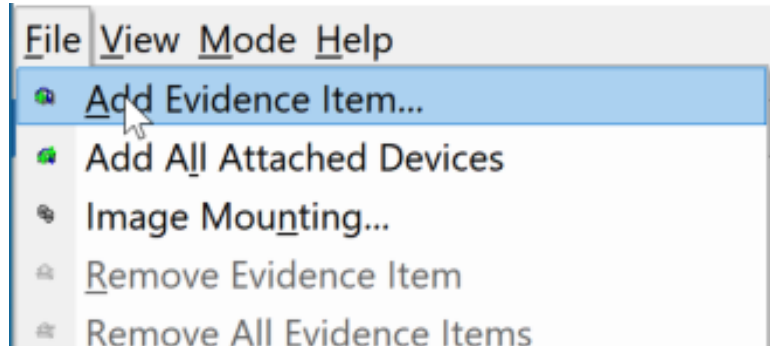 File View Mode Help
Add Evidence Item...
Add All Attached Devices
Image Mounting...
Remove Evidence Item
Remove All Evidence Items